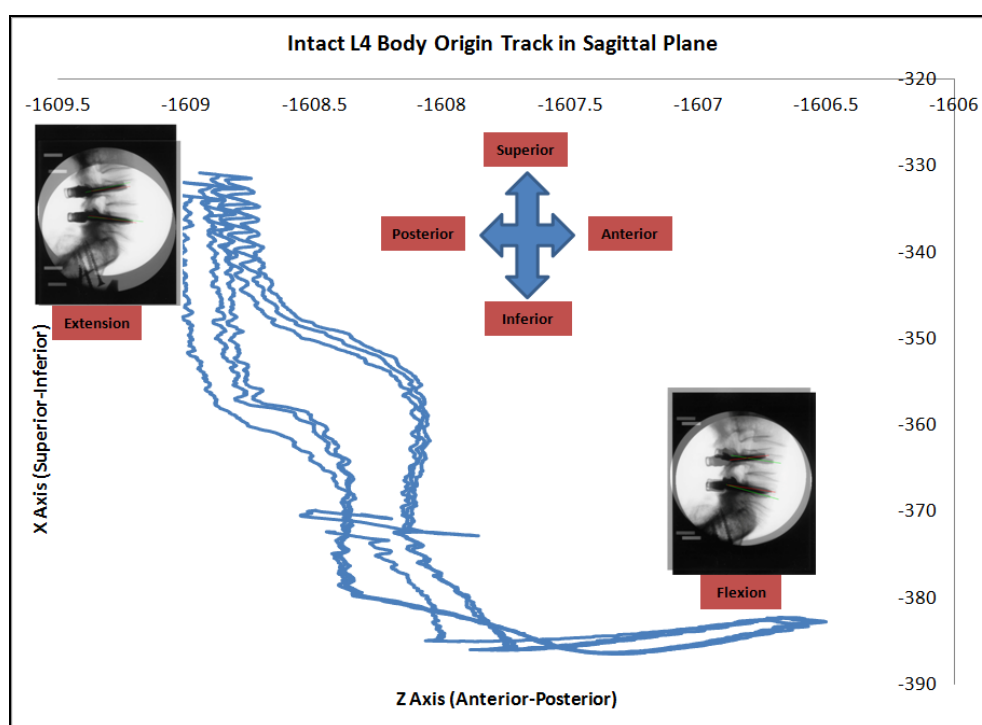 Intact L4 Body Origin Track in Sagittal Plane
-320
-1609.5 -1609 -1608.5 -1608 -1607.5 -1607 -1606.5 -1606
Superior
-330
Posterior Anterior
-340
Inferior
Extension
-350
-360
X Axis (Superior-Inferior)
-370
Flexion
-380
-390
Z Axis (Anterior-Posterior)